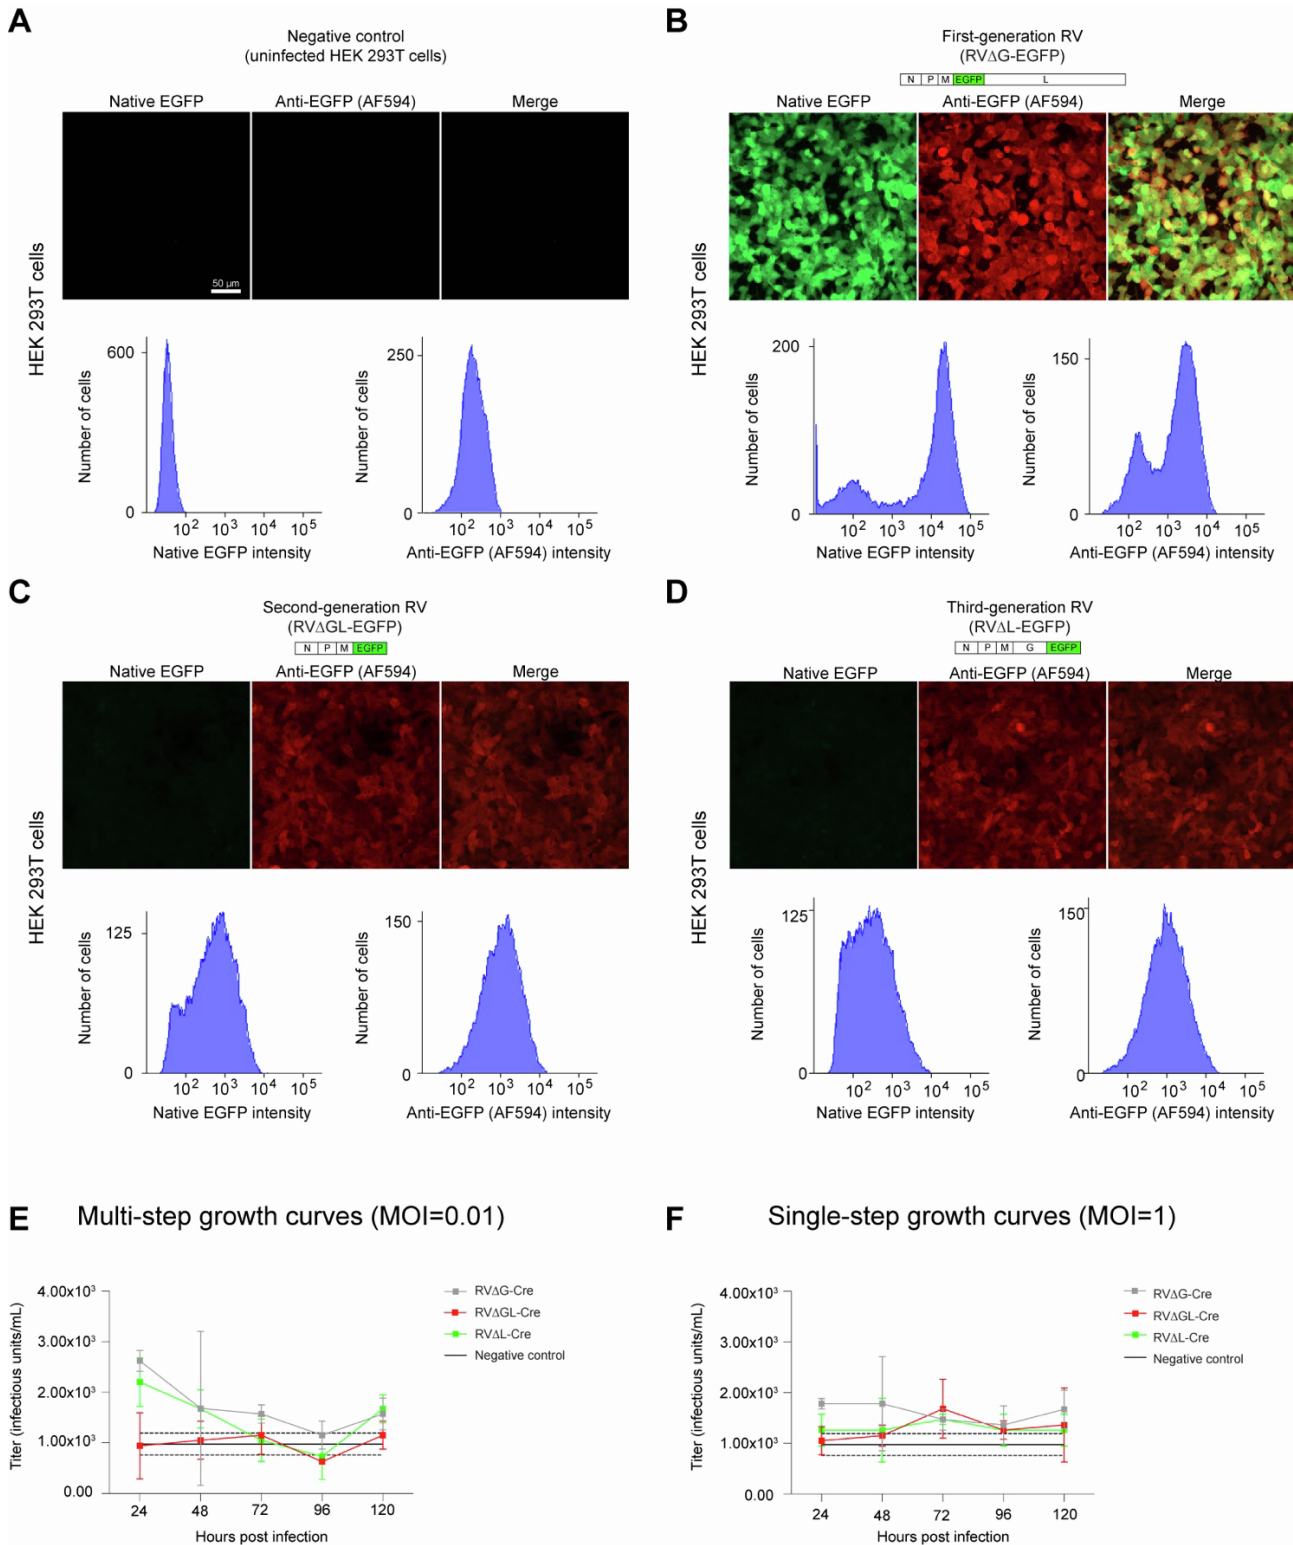 A
Negative control
(uninfected HEK 293T cells)
Native EGFP Anti-EGFP (AF594) Merge
HEK 293T cells
50 µm
Number of cells
600
0
10² 10³ 10⁴ 10⁵
Native EGFP intensity
Number of cells
250
0
10² 10³ 10⁴ 10⁵
Anti-EGFP (AF594) intensity
B
First-generation RV
(RVΔG-EGFP)
N P M EGFP L
Native EGFP Anti-EGFP (AF594) Merge
HEK 293T cells
Number of cells
200
0
10² 10³ 10⁴ 10⁵
Native EGFP intensity
Number of cells
150
0
10² 10³ 10⁴ 10⁵
Anti-EGFP (AF594) intensity
C
Second-generation RV
(RVΔGL-EGFP)
N P M EGFP
Native EGFP Anti-EGFP (AF594) Merge
HEK 293T cells
Number of cells
125
0
10² 10³ 10⁴ 10⁵
Native EGFP intensity
Number of cells
150
0
10² 10³ 10⁴ 10⁵
Anti-EGFP (AF594) intensity
D
Third-generation RV
(RVΔL-EGFP)
N P M G EGFP
Native EGFP Anti-EGFP (AF594) Merge
HEK 293T cells
Number of cells
125
0
10² 10³ 10⁴ 10⁵
Native EGFP intensity
Number of cells
150
0
10² 10³ 10⁴ 10⁵
Anti-EGFP (AF594) intensity
E Multi-step growth curves (MOI=0.01)
Titer (infectious units/mL)
4.00x10³
3.00x10³
2.00x10³
1.00x10³
0.00
24 48 72 96 120
Hours post infection
RVΔG-Cre
RVΔGL-Cre
RVΔL-Cre
Negative control
F Single-step growth curves (MOI=1)
Titer (infectious units/mL)
4.00x10³
3.00x10³
2.00x10³
1.00x10³
0.00
24 48 72 96 120
Hours post infection
RVΔG-Cre
RVΔGL-Cre
RVΔL-Cre
Negative control